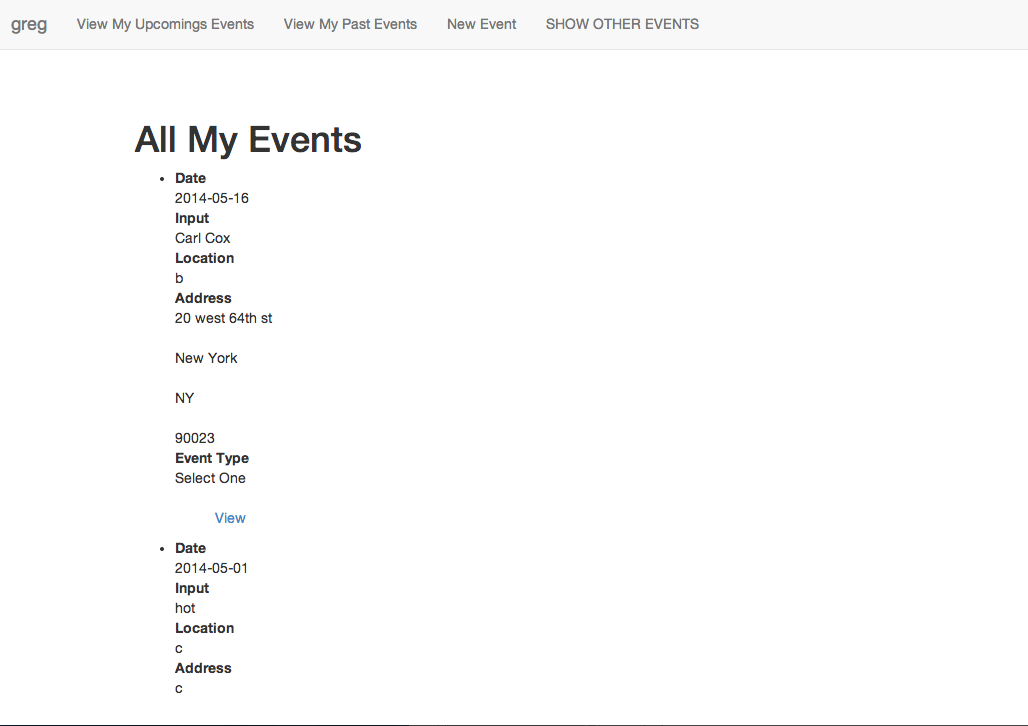 greg View My Upcomings Events View My Past Events New Event SHOW OTHER EVENTS
All My Events
Date
2014-05-16
Input
Carl Cox
Location
b
Address
20 west 64th st
New York
NY
90023
Event Type
Select One
View
Date
2014-05-01
Input
hot
Location
c
Address
c